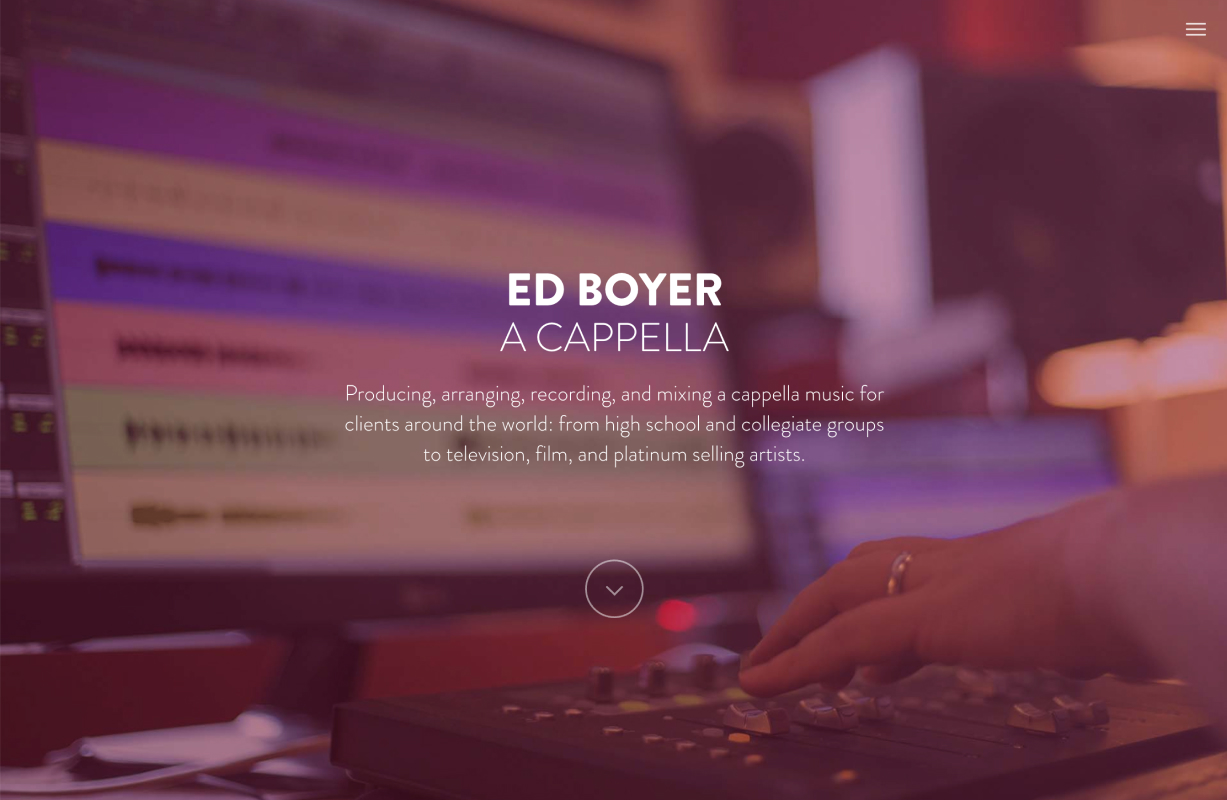 ED BOYER
A CAPPELLA
Producing, arranging, recording, and mixing a cappella music for
clients around the world: from high school and collegiate groups
to television, film, and platinum selling artists.